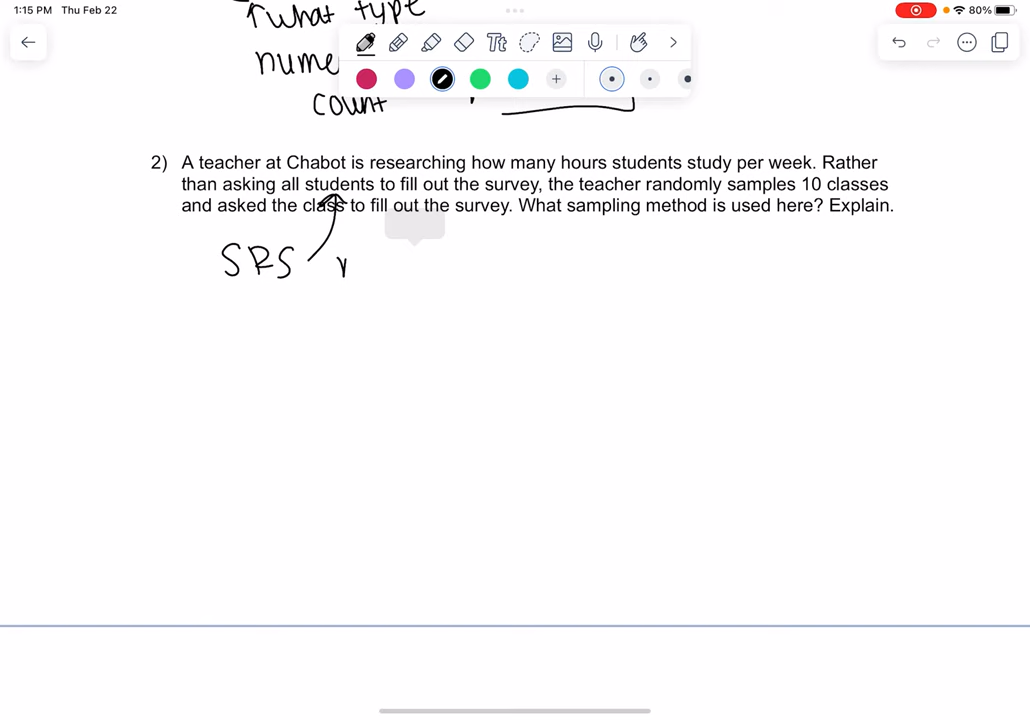 1:15 PM Thu Feb 22 80%
what type
nume
count
Tt
2) A teacher at Chabot is researching how many hours students study per week. Rather
than asking all students to fill out the survey, the teacher randomly samples 10 classes
and asked the class to fill out the survey. What sampling method is used here? Explain.
SRS